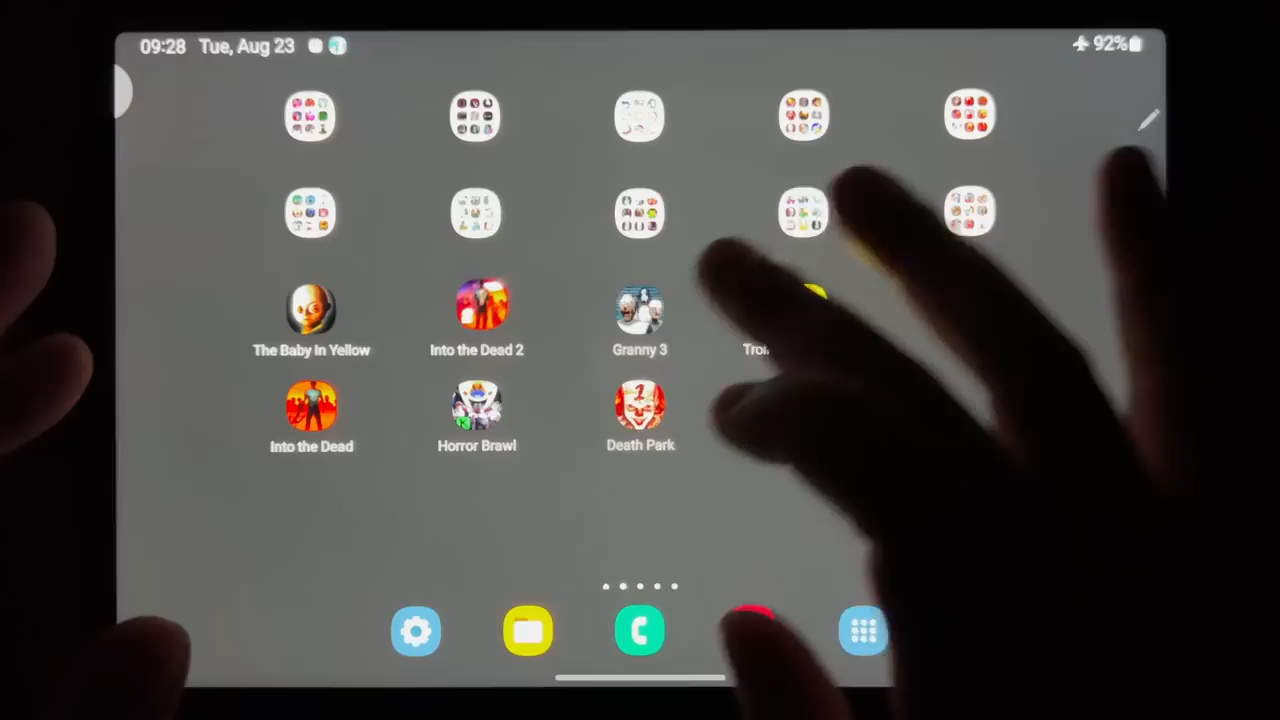 09:28 Tue, Aug 23 92%
The Baby In Yellow Into the Dead 2 Granny 3
Into the Dead Horror Brawl Death Park